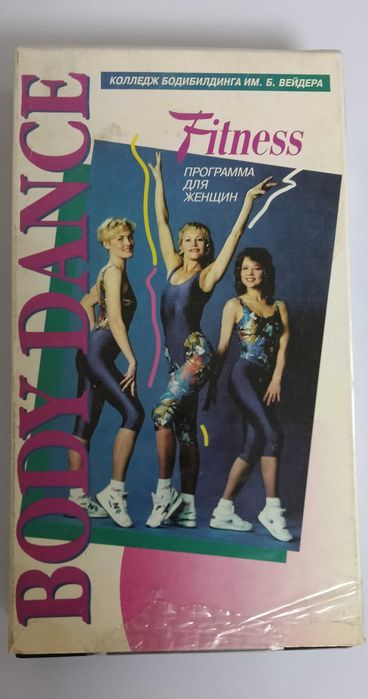 КОЛЛЕДЖ БОДИБИЛДИНГА ИМ. Б. ВЕЙДЕРА
Fitness
ПРОГРАММА
ДЛЯ
ЖЕНЩИН
BODY DANCE